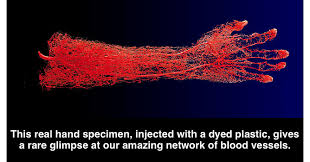 This real hand specimen, injected with a dyed plastic, gives
a rare glimpse at our amazing network of blood vessels.